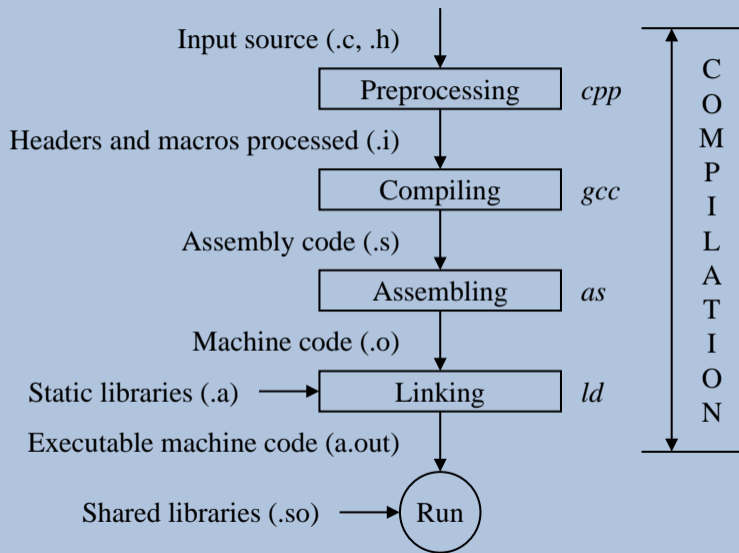 Input source (.c, .h)
Preprocessing cpp
Headers and macros processed (.i)
Compiling gcc
Assembly code (.s)
Assembling as
Machine code (.o)
Static libraries (.a) Linking ld
Executable machine code (a.out)
Shared libraries (.so) Run
C
O
M
P
I
L
A
T
I
O
N